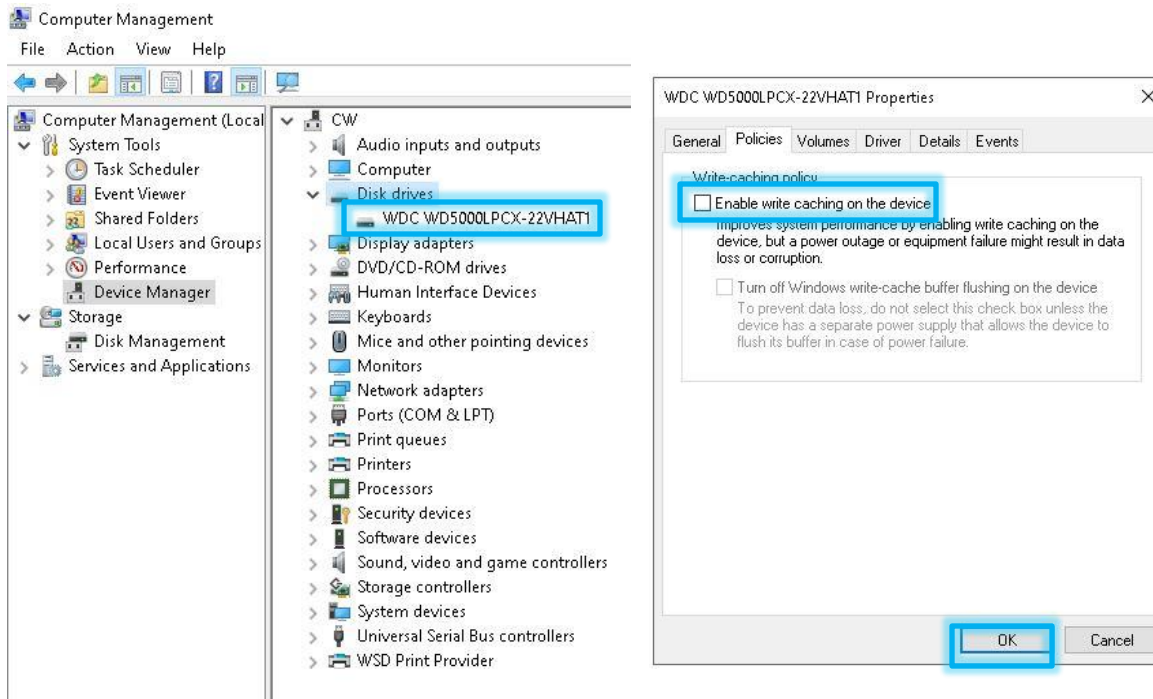 Computer Management
File Action View Help
Computer Management (Local
System Tools
Task Scheduler
Event Viewer
Shared Folders
Local Users and Groups
Performance
Device Manager
Storage
Disk Management
Services and Applications
CW
Audio inputs and outputs
Computer
Disk drives
WDC WD5000LPCX-22VHAT1
Display adapters
DVD/CD-ROM drives
Human Interface Devices
Keyboards
Mice and other pointing devices
Monitors
Network adapters
Ports (COM & LPT)
Print queues
Printers
Processors
Security devices
Software devices
Sound, video and game controllers
Storage controllers
System devices
Universal Serial Bus controllers
WSD Print Provider
WDC WD5000LPCX-22VHAT1 Properties
General Policies Volumes Driver Details Events
Write-caching policy
Enable write caching on the device
Improves system performance by enabling write caching on the
device, but a power outage or equipment failure might result in data
loss or corruption.
Turn off Windows write-cache buffer flushing on the device
To prevent data loss, do not select this check box unless the
device has a separate power supply that allows the device to
flush its buffer in case of power failure.
OK Cancel